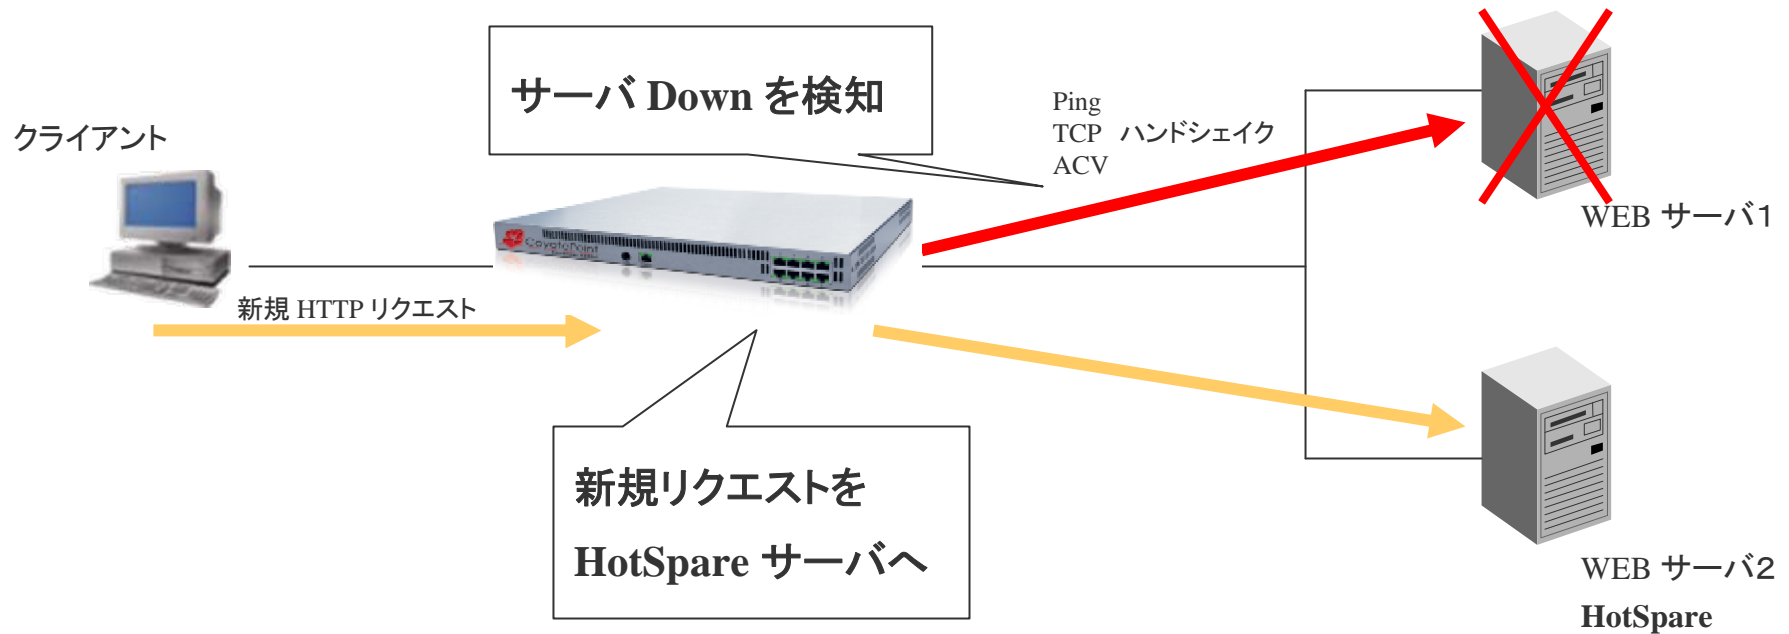 サーバ Down を検知
クライアント
Ping
TCP ハンドシェイク
ACV
WEB サーバ1
CoyotePoint
新規 HTTP リクエスト
新規リクエストを
HotSpare サーバへ
WEB サーバ2
HotSpare